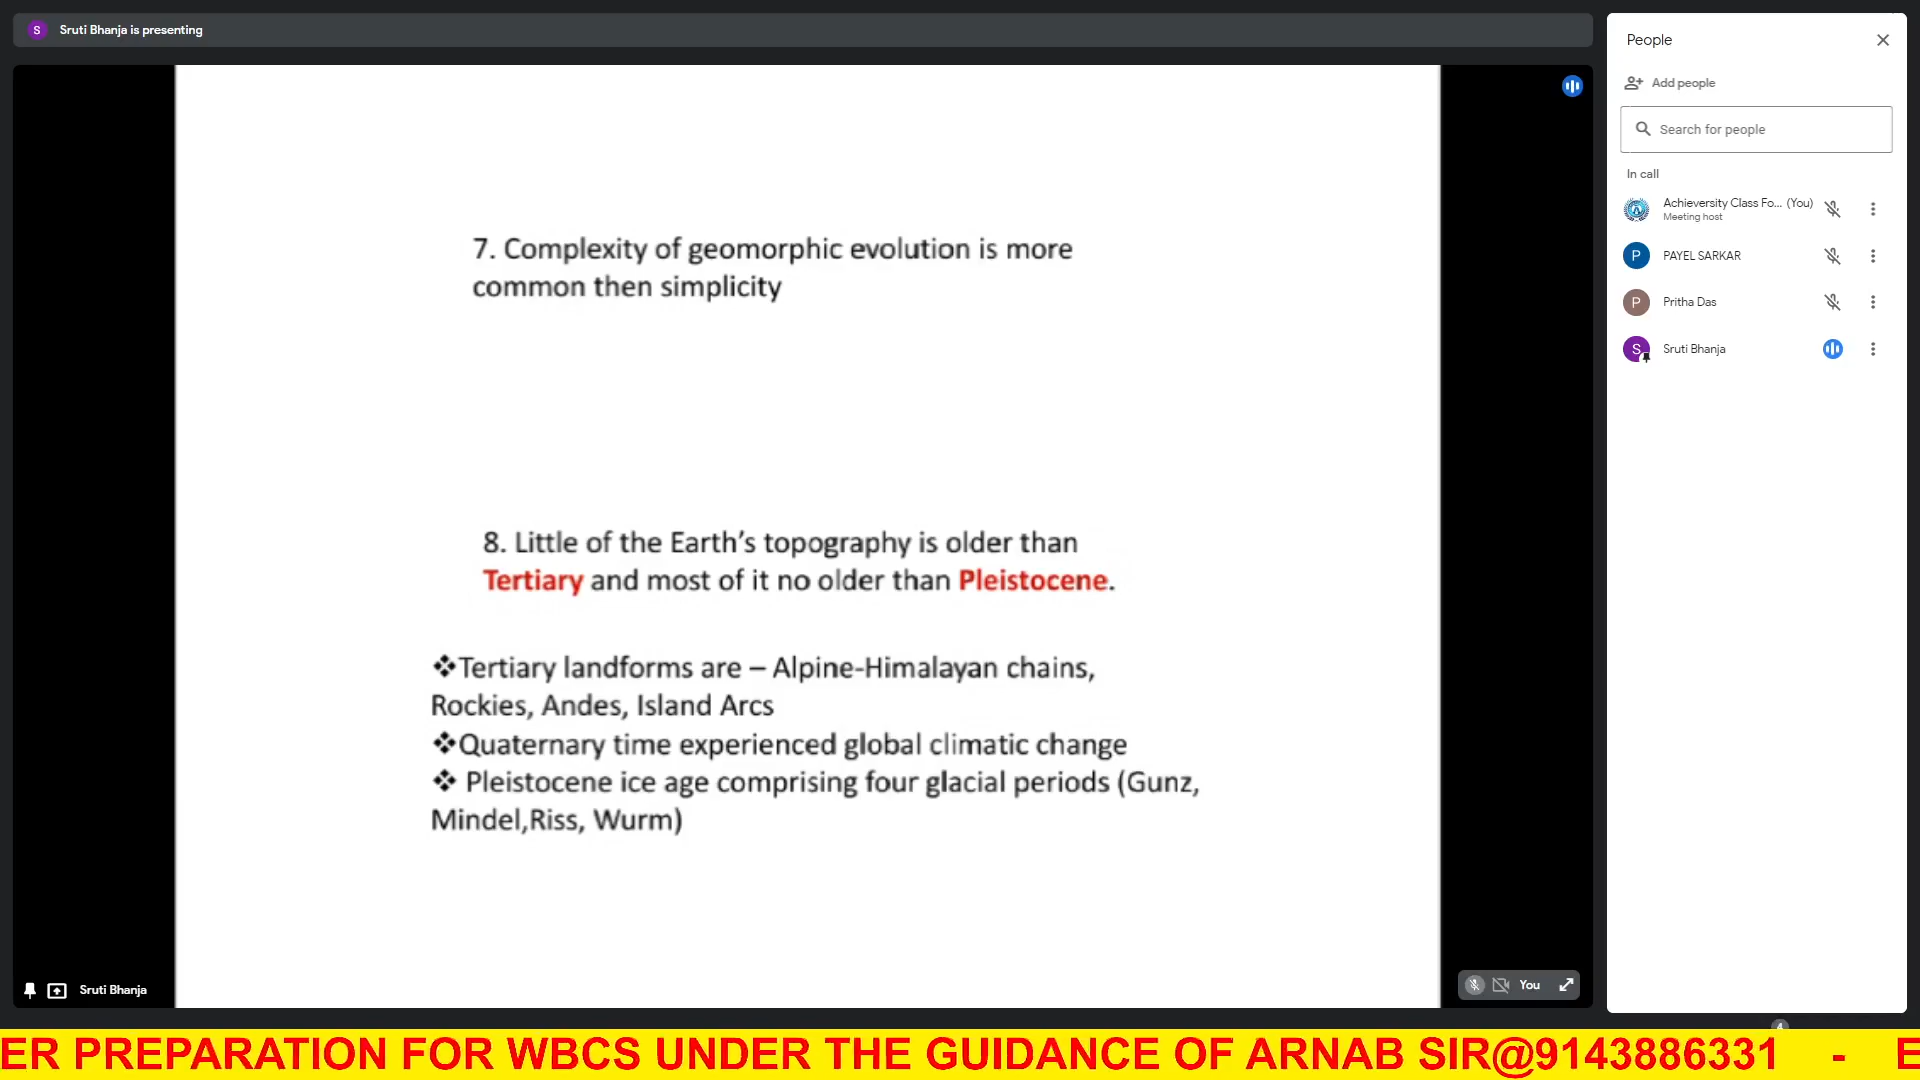 S Sruti Bhanja is presenting
7. Complexity of geomorphic evolution is more
common then simplicity
8. Little of the Earth's topography is older than
Tertiary and most of it no older than Pleistocene.
❖Tertiary landforms are – Alpine-Himalayan chains,
Rockies, Andes, Island Arcs
❖Quaternary time experienced global climatic change
❖ Pleistocene ice age comprising four glacial periods (Gunz,
Mindel,Riss, Wurm)
Sruti Bhanja
You
People
Add people
Search for people
In call
Achieversity Class Fo... (You)
Meeting host
P PAYEL SARKAR
P Pritha Das
S Sruti Bhanja
4
ER PREPARATION FOR WBCS UNDER THE GUIDANCE OF ARNAB SIR@9143886331 - E